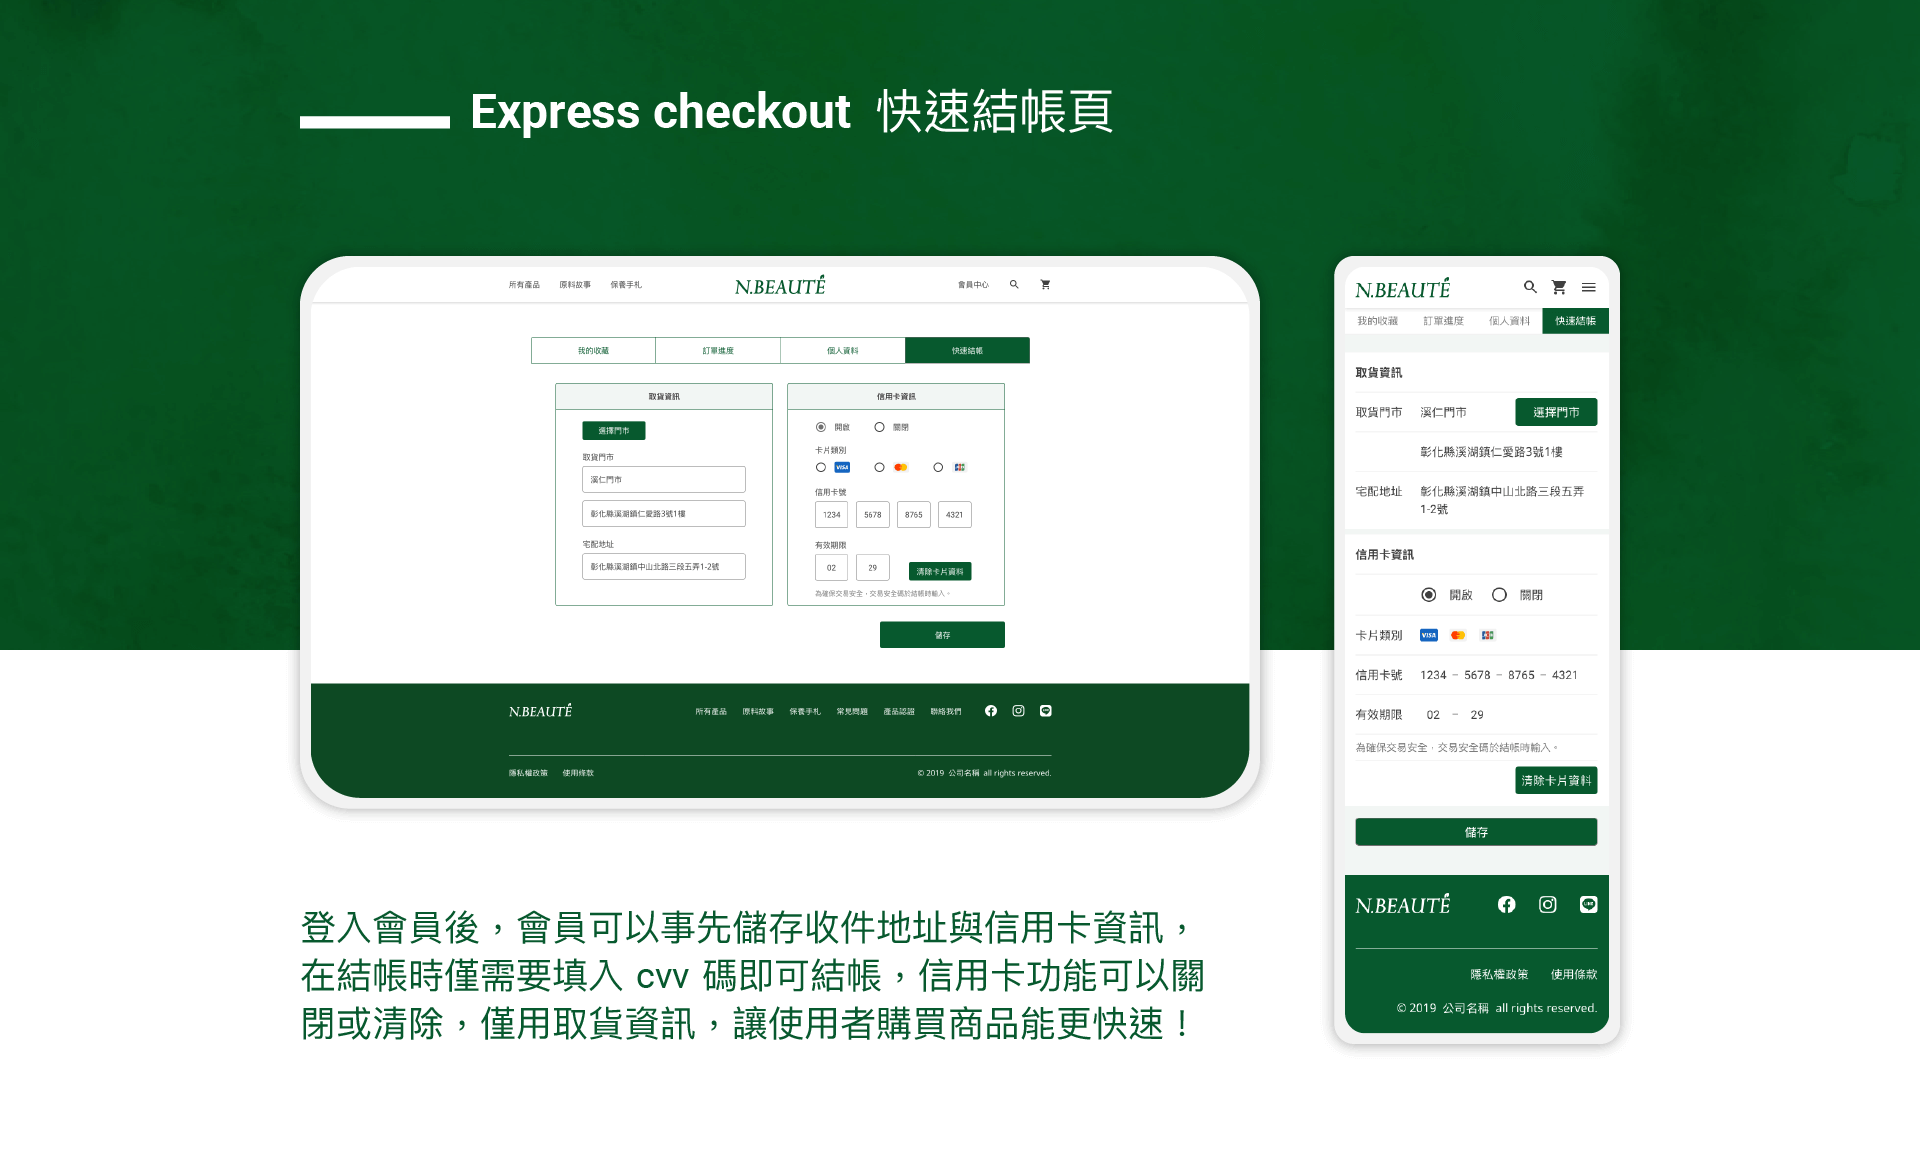 Express checkout 快速結帳頁
所有產品 原料故事 保養手札 N.BEAUTÉ 會員中心
我的收藏 訂單進度 個人資料 快速結帳
取貨資訊
選擇門市
取貨門市
溪仁門市
彰化縣溪湖鎮仁愛路3號1樓
宅配地址
彰化縣溪湖鎮中山北路三段五弄1-2號
信用卡資訊
開啟 關閉
卡片類別
VISA JCB
信用卡號
1234 5678 8765 4321
有效期限
02 29 清除卡片資料
為確保交易安全，交易安全碼於結帳時輸入。
儲存
N.BEAUTÉ 所有產品 原料故事 保養手札 常見問題 產品認證 聯絡我們
隱私權政策 使用條款 © 2019 公司名稱 all rights reserved.
N.BEAUTÉ
我的收藏 訂單進度 個人資料 快速結帳
取貨資訊
取貨門市 溪仁門市 選擇門市
彰化縣溪湖鎮仁愛路3號1樓
宅配地址 彰化縣溪湖鎮中山北路三段五弄
1-2號
信用卡資訊
開啟 關閉
卡片類別 VISA JCB
信用卡號 1234 – 5678 – 8765 – 4321
有效期限 02 – 29
為確保交易安全，交易安全碼於結帳時輸入。
清除卡片資料
儲存
N.BEAUTÉ LINE
隱私權政策 使用條款
© 2019 公司名稱 all rights reserved.
登入會員後，會員可以事先儲存收件地址與信用卡資訊，
在結帳時僅需要填入 cvv 碼即可結帳，信用卡功能可以關
閉或清除，僅用取貨資訊，讓使用者購買商品能更快速！